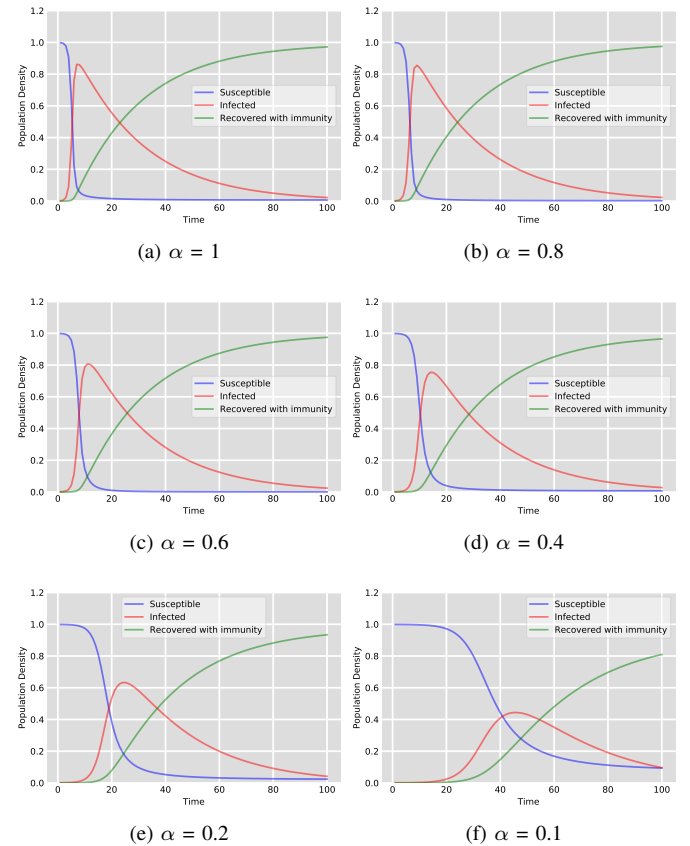 1.2
1.0
0.8
0.6
0.4
0.2
0.0
Population Density
Susceptible
Infected
Recovered with immunity
0 20 40 60 80 100
Time
(a) α = 1
1.2
1.0
0.8
0.6
0.4
0.2
0.0
Population Density
Susceptible
Infected
Recovered with immunity
0 20 40 60 80 100
Time
(b) α = 0.8
1.2
1.0
0.8
0.6
0.4
0.2
0.0
Population Density
Susceptible
Infected
Recovered with immunity
0 20 40 60 80 100
Time
(c) α = 0.6
1.2
1.0
0.8
0.6
0.4
0.2
0.0
Population Density
Susceptible
Infected
Recovered with immunity
0 20 40 60 80 100
Time
(d) α = 0.4
1.2
1.0
0.8
0.6
0.4
0.2
0.0
Population Density
Susceptible
Infected
Recovered with immunity
0 20 40 60 80 100
Time
(e) α = 0.2
1.2
1.0
0.8
0.6
0.4
0.2
0.0
Population Density
Susceptible
Infected
Recovered with immunity
0 20 40 60 80 100
Time
(f) α = 0.1